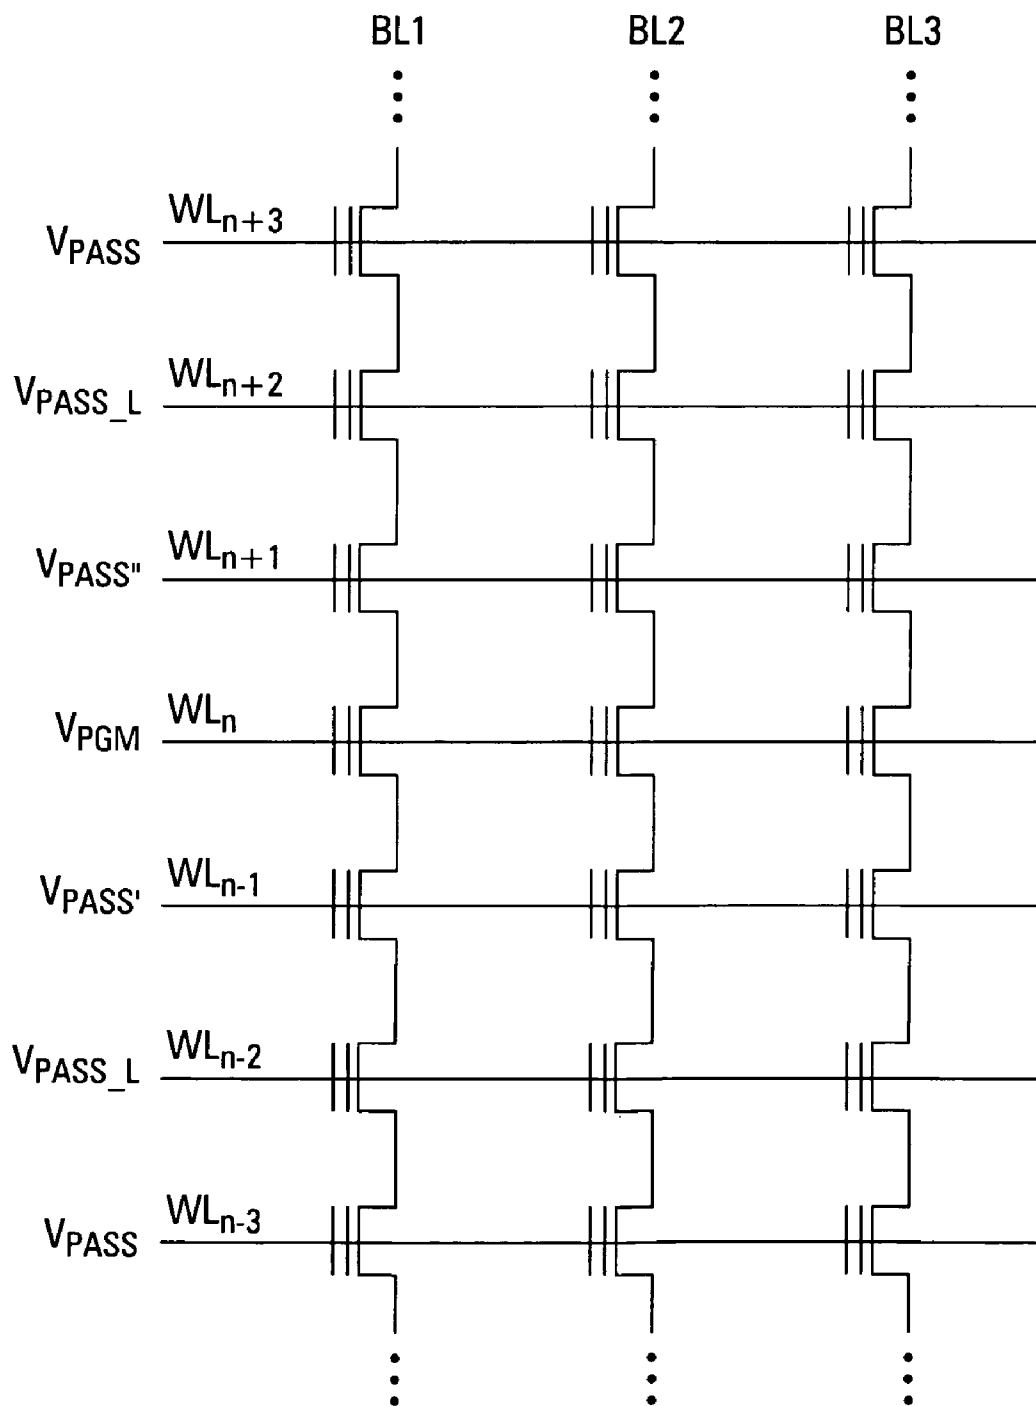 BL1 BL2 BL3
VPASS WLn+3
VPASS_L WLn+2
VPASS" WLn+1
VPGM WLn
VPASS' WLn-1
VPASS_L WLn-2
VPASS WLn-3